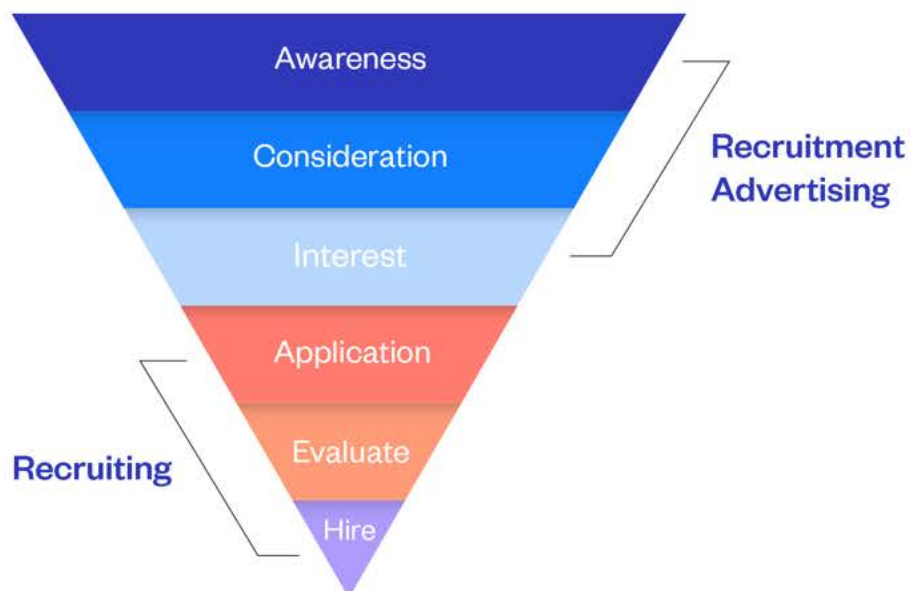 Awareness
Consideration
Recruitment
Advertising
Interest
Application
Evaluate
Recruiting
Hire